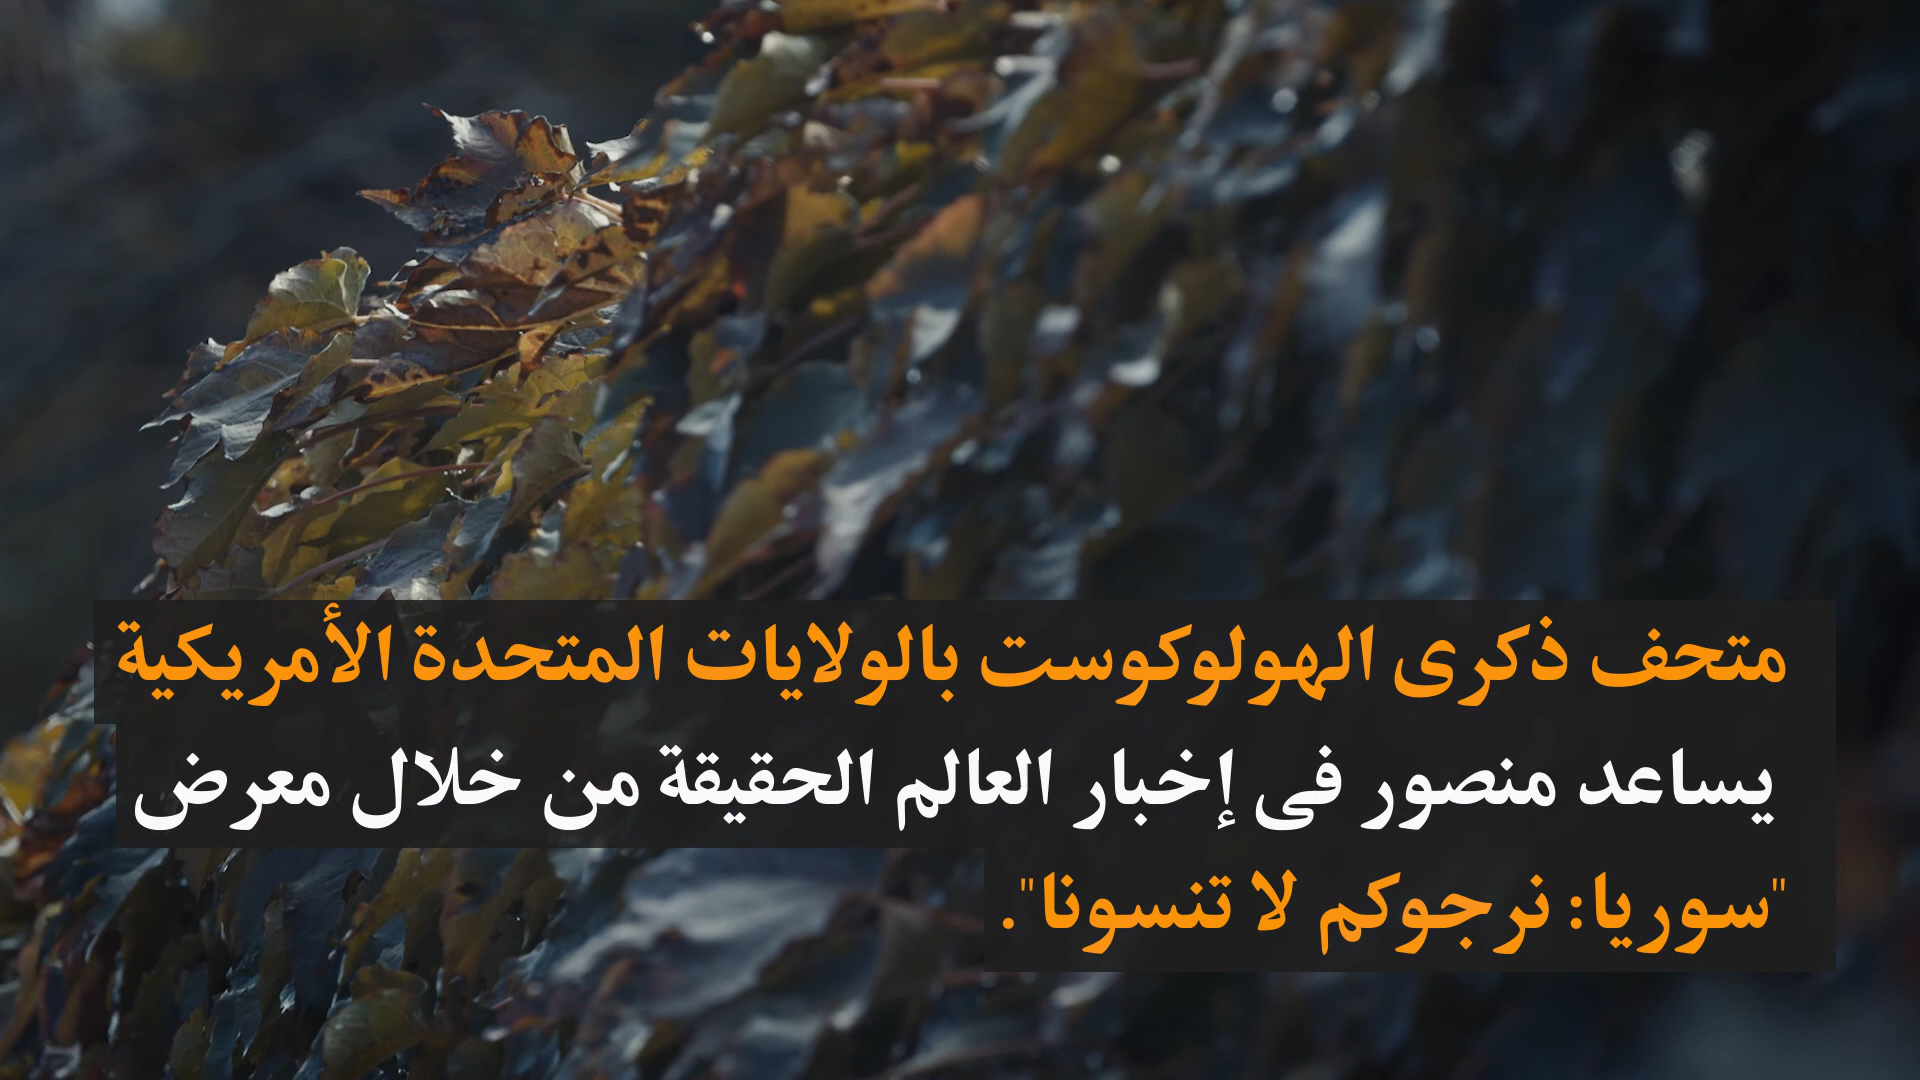 متحف ذكرى الهولوكوست بالولايات المتحدة الأمريكية
يساعد منصور فى إخبار العالم الحقيقة من خلال معرض
"سوريا: نرجوكم لا تنسونا".